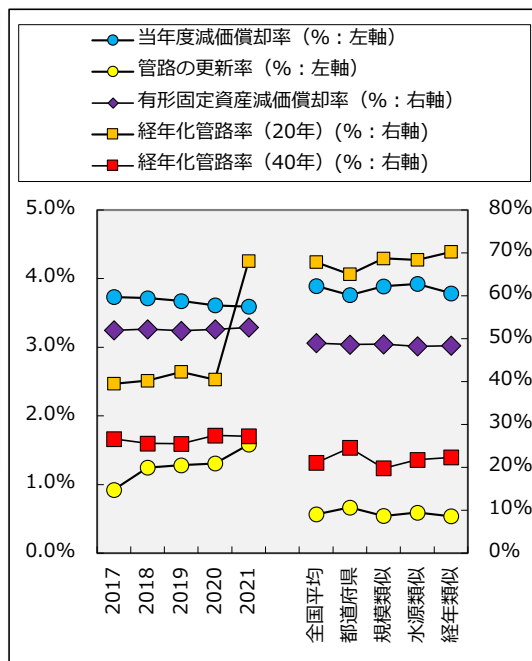 当年度減価償却率（%：左軸）
管路の更新率（%：左軸）
有形固定資産減価償却率（%：右軸）
経年化管路率（20年）(%：右軸)
経年化管路率（40年）(%：右軸)
5.0%
4.0%
3.0%
2.0%
1.0%
0.0%
80%
70%
60%
50%
40%
30%
20%
10%
0%
2017
2018
2019
2020
2021
全国平均
都道府県
規模類似
水源類似
経年類似